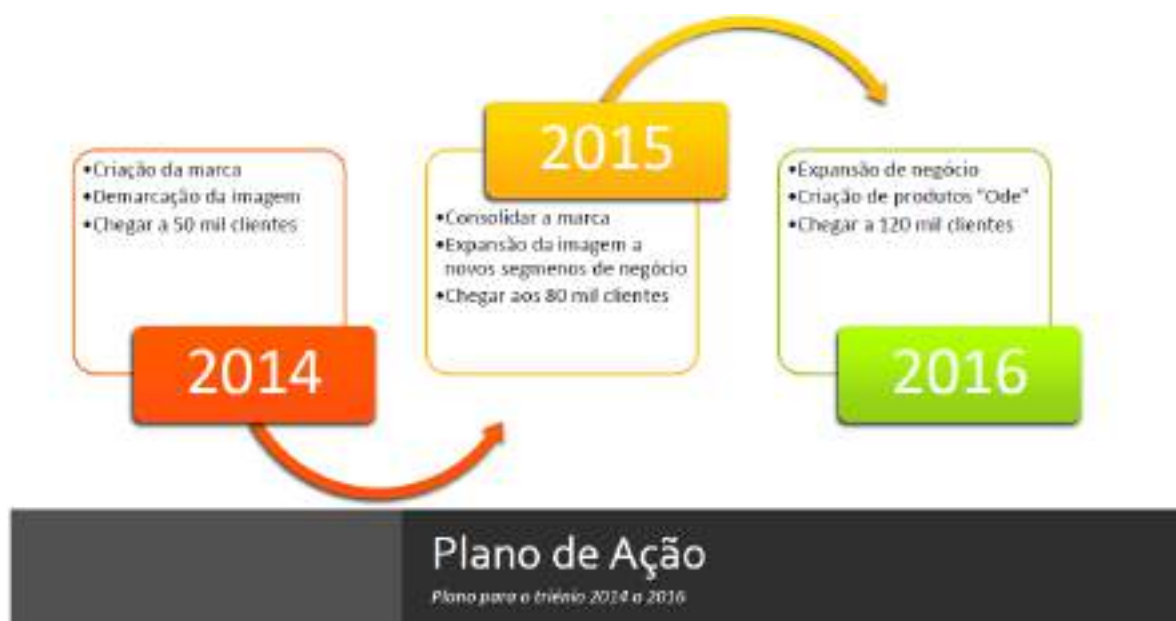 •Criação da marca
•Demarcação da imagem
•Chegar a 50 mil clientes
2014
2015
•Consolidar a marca
•Expansão da imagem a
novos segmenos de negócio
•Chegar aos 80 mil clientes
•Expansão de negócio
•Criação de produtos "Ode"
•Chegar a 120 mil clientes
2016
Plano de Ação
Plano para o triénio 2014 a 2016